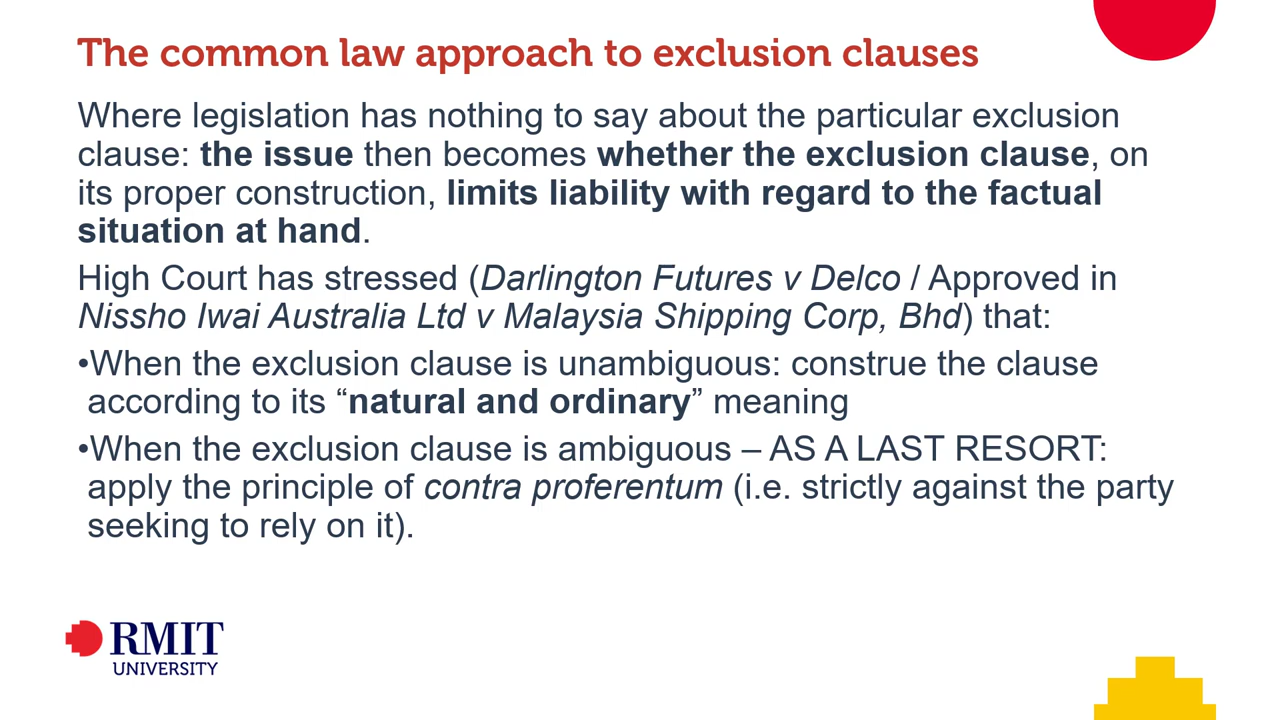 The common law approach to exclusion clauses
Where legislation has nothing to say about the particular exclusion
clause: the issue then becomes whether the exclusion clause, on
its proper construction, limits liability with regard to the factual
situation at hand.
High Court has stressed (Darlington Futures v Delco / Approved in
Nissho Iwai Australia Ltd v Malaysia Shipping Corp, Bhd) that:
•When the exclusion clause is unambiguous: construe the clause
according to its “natural and ordinary” meaning
•When the exclusion clause is ambiguous – AS A LAST RESORT:
apply the principle of contra proferentum (i.e. strictly against the party
seeking to rely on it).
RMIT
UNIVERSITY